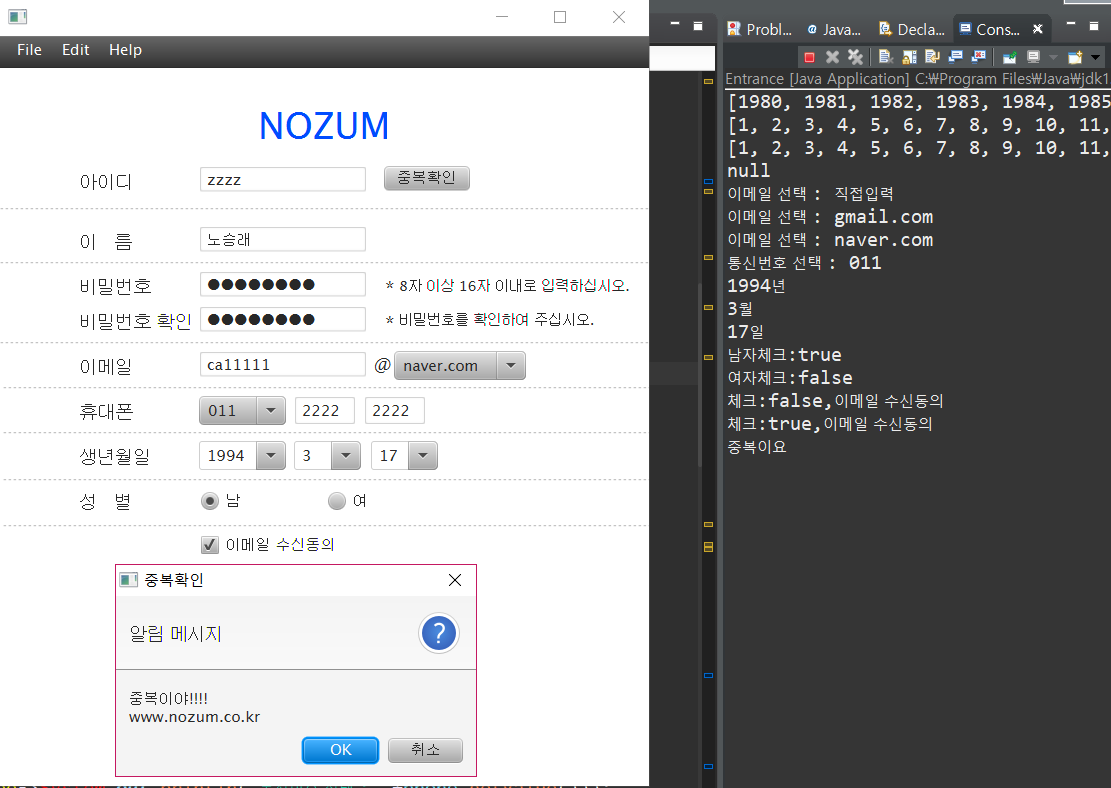 File Edit Help
NOZUM
아이디 zzzz 중복확인
이 름 노승래
비밀번호 ●●●●●●●● * 8자 이상 16자 이내로 입력하십시오.
비밀번호 확인 ●●●●●●●● * 비밀번호를 확인하여 주십시오.
이메일 ca11111 @ naver.com
휴대폰 011 2222 2222
생년월일 1994 3 17
성 별 남 여
이메일 수신동의
중복확인
알림 메시지
?
중복이야!!!!
www.nozum.co.kr
OK 취소
Probl... Java... Decla... Cons...
Entrance [Java Application] C:₩Program Files₩Java₩jdk1
[1980, 1981, 1982, 1983, 1984, 1985
[1, 2, 3, 4, 5, 6, 7, 8, 9, 10, 11,
[1, 2, 3, 4, 5, 6, 7, 8, 9, 10, 11,
null
이메일 선택 : 직접입력
이메일 선택 : gmail.com
이메일 선택 : naver.com
통신번호 선택 : 011
1994년
3월
17일
남자체크:true
여자체크:false
체크:false,이메일 수신동의
체크:true,이메일 수신동의
중복이요